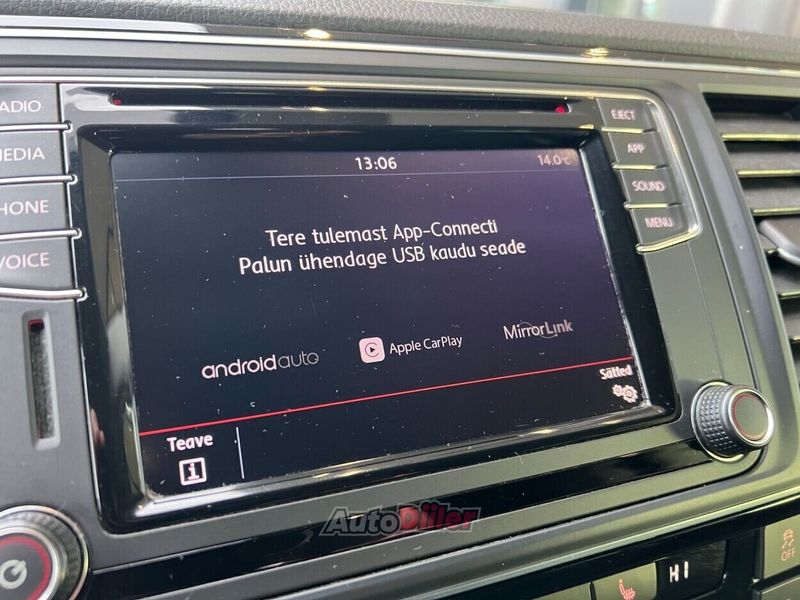 RADIO
MEDIA
PHONE
VOICE
EJECT
APP
SOUND
MENU
13:06
14.0°C
Tere tulemast App-Connecti
Palun ühendage USB kaudu seade
androidauto
Apple CarPlay
MirrorLink
Sätted
Teave
i
AutoDiiler
OFF
HI